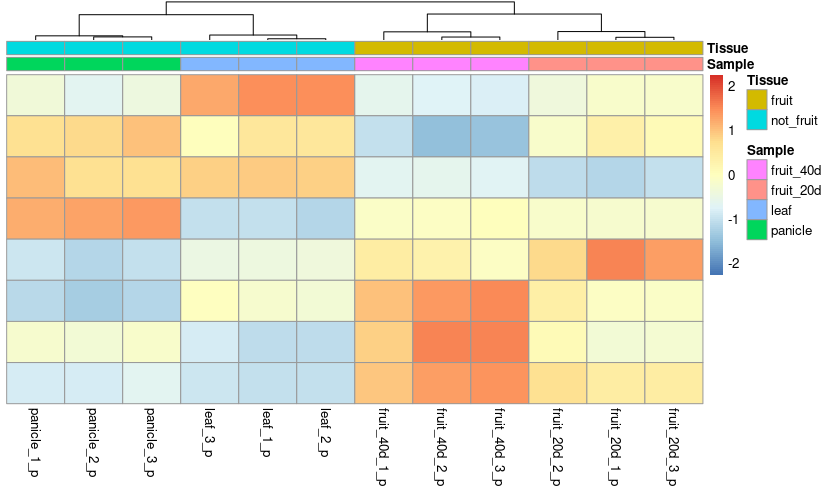 Tissue
Sample
2
1
0
-1
-2
Tissue
fruit
not_fruit
Sample
fruit_40d
fruit_20d
leaf
panicle
panicle_1_p
panicle_2_p
panicle_3_p
leaf_3_p
leaf_1_p
leaf_2_p
fruit_40d_1_p
fruit_40d_2_p
fruit_40d_3_p
fruit_20d_2_p
fruit_20d_1_p
fruit_20d_3_p